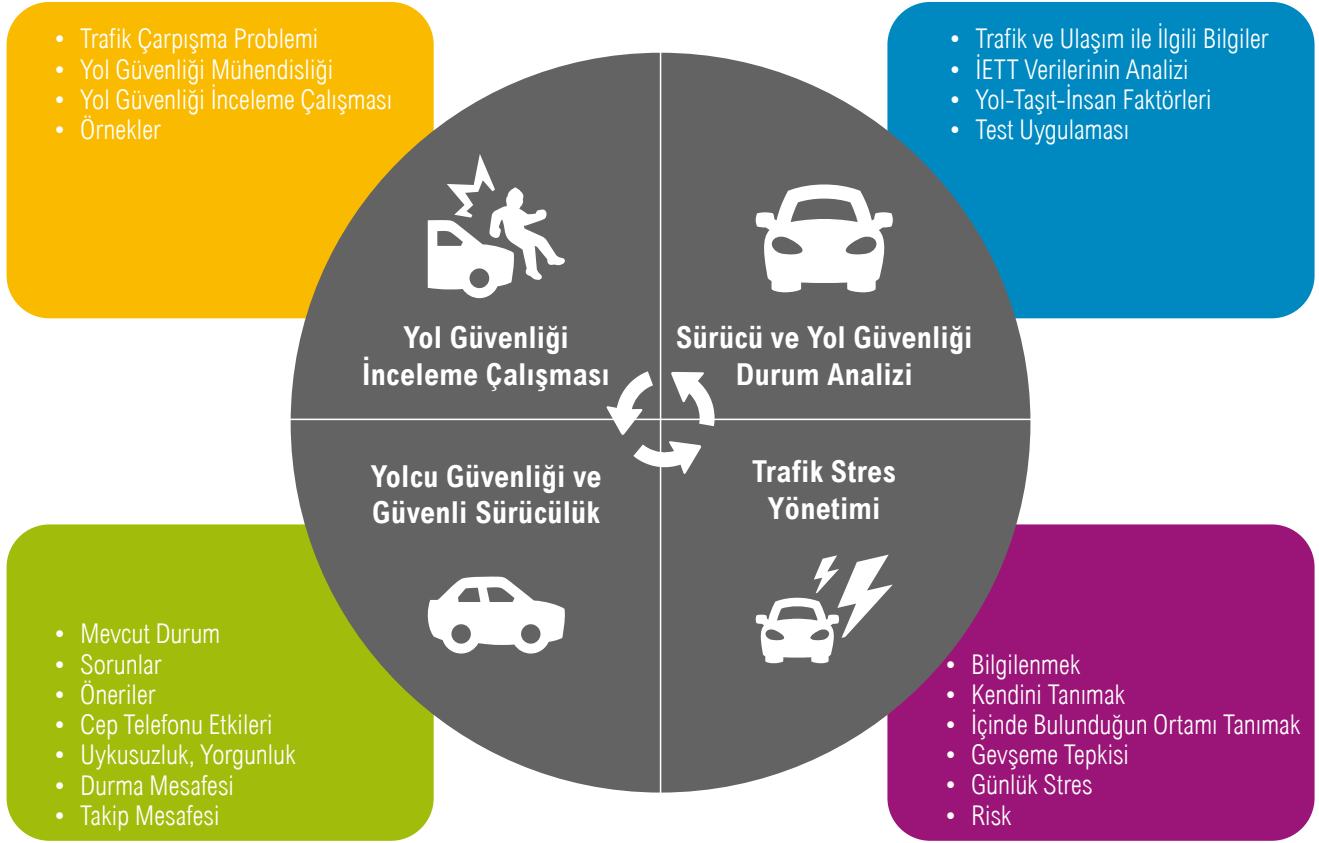 • Trafik Çarpışma Problemi
• Yol Güvenliği Mühendisliği
• Yol Güvenliği İnceleme Çalışması
• Örnekler
• Trafik ve Ulaşım ile İlgili Bilgiler
• İETT Verilerinin Analizi
• Yol-Taşıt-İnsan Faktörleri
• Test Uygulaması
Yol Güvenliği
İnceleme Çalışması
Sürücü ve Yol Güvenliği
Durum Analizi
Yolcu Güvenliği ve
Güvenli Sürücülük
Trafik Stres
Yönetimi
• Mevcut Durum
• Sorunlar
• Öneriler
• Cep Telefonu Etkileri
• Uykusuzluk, Yorgunluk
• Durma Mesafesi
• Takip Mesafesi
• Bilgilenmek
• Kendini Tanımak
• İçinde Bulunduğun Ortamı Tanımak
• Gevşeme Tepkisi
• Günlük Stres
• Risk